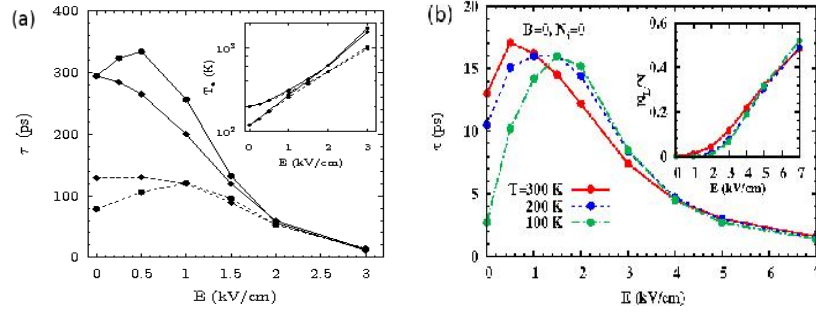 (a)
400
300
200
100
0
τ (ps)
0 0.5 1 1.5 2 2.5 3
E (kV/cm)
10³
10²
Tₑ (K)
0 1 2 3
E (kV/cm)
(b)
20
15
10
5
0
τ (ps)
B=0, Nᵢ=0
T=300 K
200 K
100 K
0 1 2 3 4 5 6 7
E (kV/cm)
0.6
0.4
0.2
0
0 1 2 3 4 5 6 7
E (kV/cm)